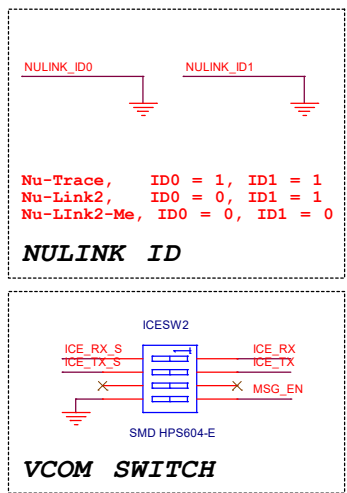 NULINK_ID0 NULINK_ID1
Nu-Trace, ID0 = 1, ID1 = 1
Nu-Link2, ID0 = 0, ID1 = 1
Nu-LInk2-Me, ID0 = 0, ID1 = 0
NULINK ID
ICESW2
ICE_RX_S ICE_RX
ICE_TX_S ICE_TX
MSG_EN
SMD HPS604-E
VCOM SWITCH